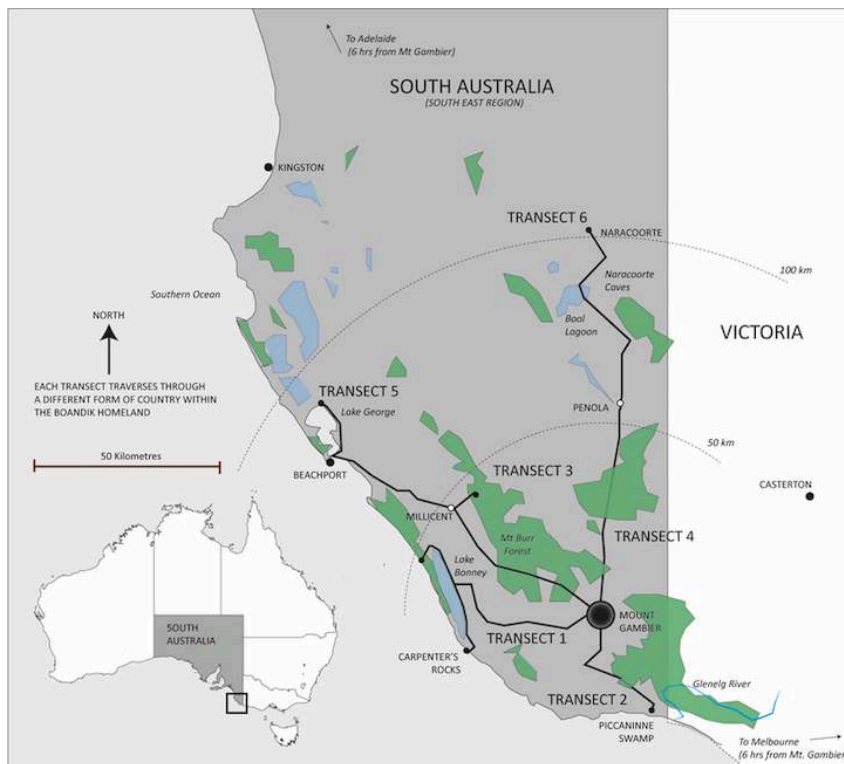 To Adelaide
(6 hrs from Mt Gambier)
SOUTH AUSTRALIA
(SOUTH EAST REGION)
KINGSTON
TRANSECT 6
NARACOORTE
100 km
Naracoorte
Caves
Southern Ocean
Bool
Lagoon
NORTH
VICTORIA
EACH TRANSECT TRAVERSES THROUGH
A DIFFERENT FORM OF COUNTRY WITHIN
THE BOANDIK HOMELAND
TRANSECT 5
Lake George
PENOLA
50 km
50 Kilometres
BEACHPORT
TRANSECT 3
CASTERTON
MILLICENT
Mt Burr
Forest
TRANSECT 4
Lake
Bonney
MOUNT
GAMBIER
SOUTH
AUSTRALIA
TRANSECT 1
CARPENTER'S
ROCKS
Glenelg River
TRANSECT 2
PICCANINNE
SWAMP
To Melbourne
(6 hrs from Mt. Gambier)